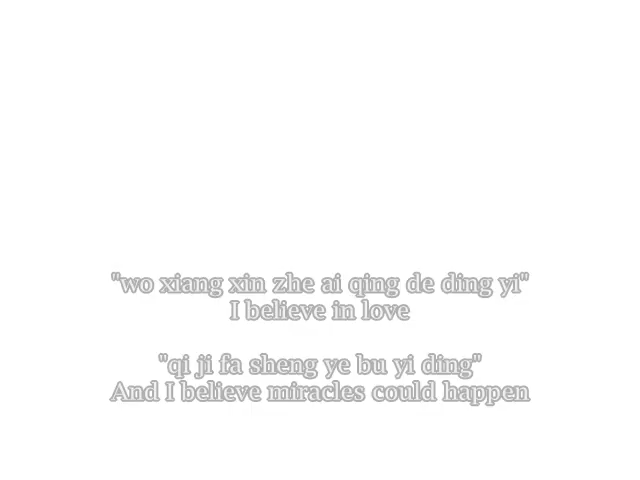 "wo xiang xin zhe ai qing de ding yi"
I believe in love
"qi ji fa sheng ye bu yi ding"
And I believe miracles could happen